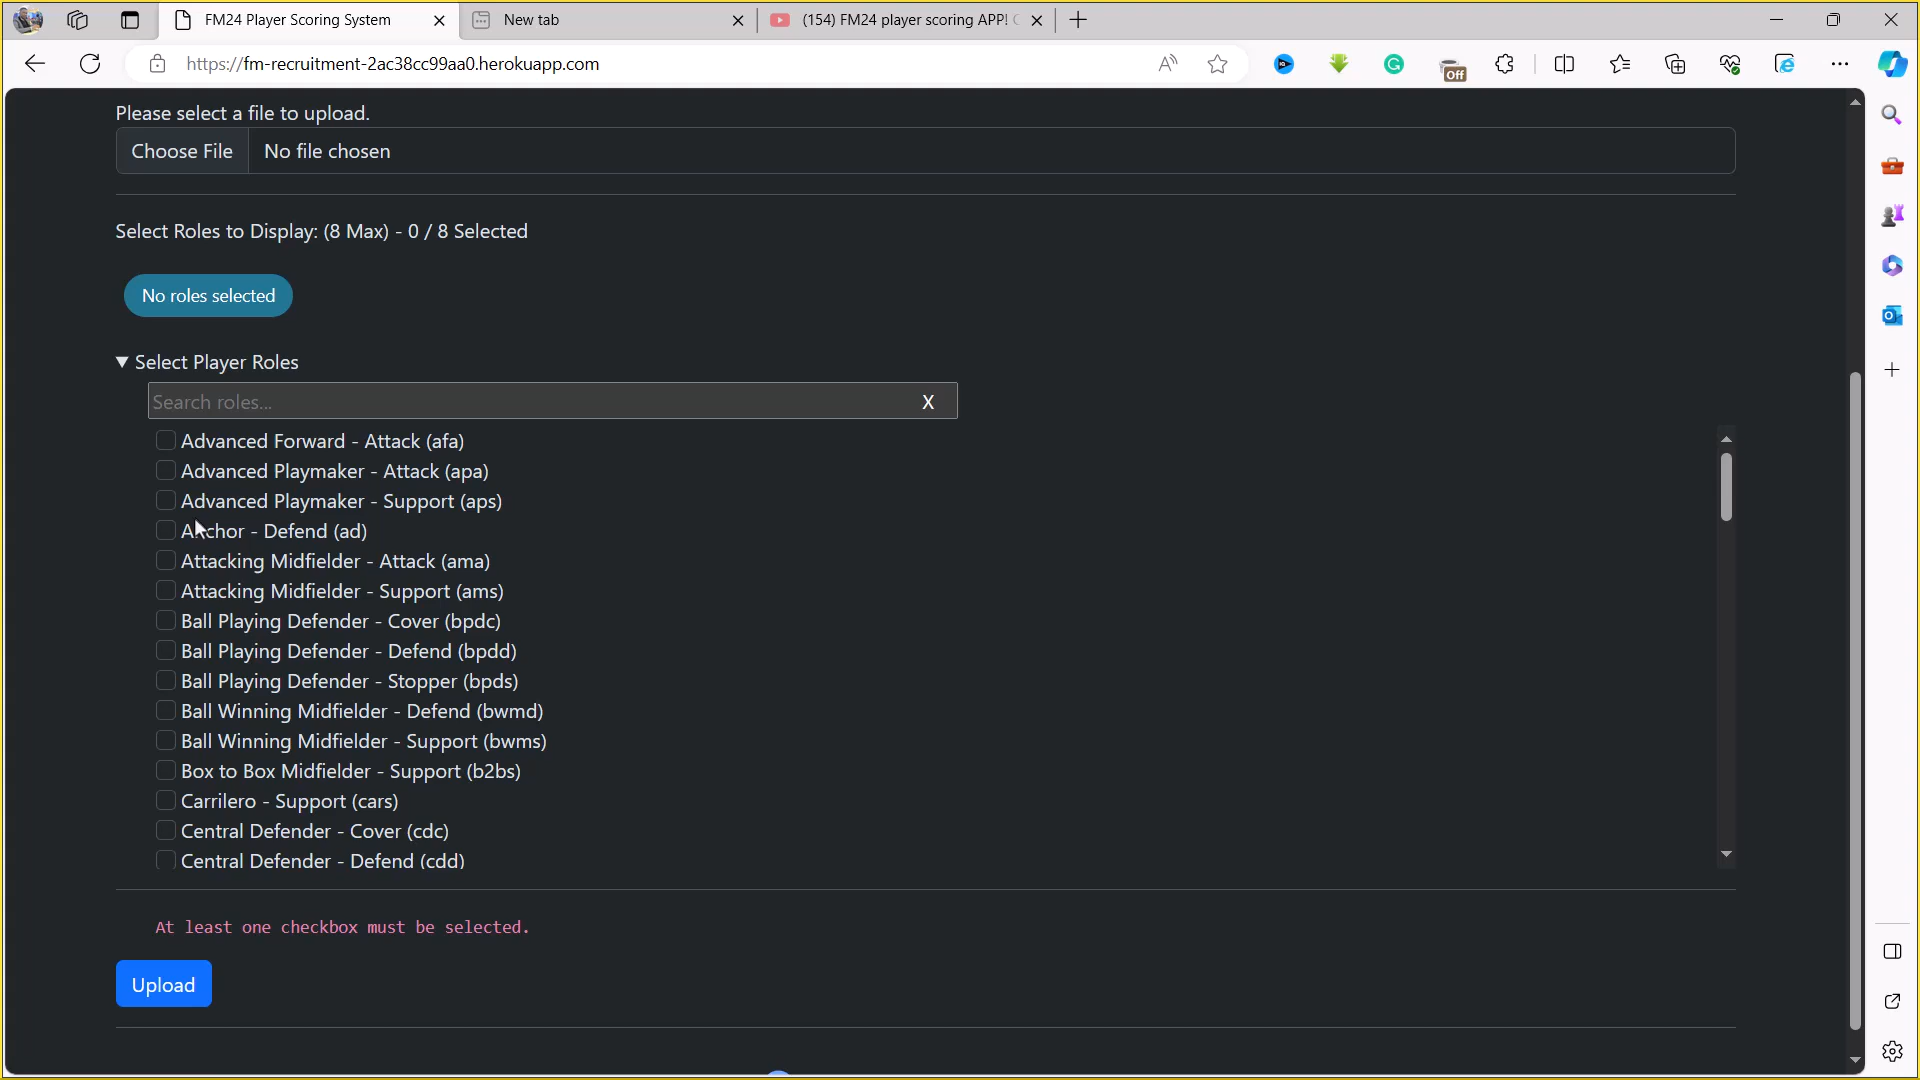 FM24 Player Scoring System
New tab
(154) FM24 player scoring APP!
https://fm-recruitment-2ac38cc99aa0.herokuapp.com
Off
Please select a file to upload.
Choose File No file chosen
Select Roles to Display: (8 Max) - 0 / 8 Selected
No roles selected
▼ Select Player Roles
Search roles... X
Advanced Forward - Attack (afa)
Advanced Playmaker - Attack (apa)
Advanced Playmaker - Support (aps)
Anchor - Defend (ad)
Attacking Midfielder - Attack (ama)
Attacking Midfielder - Support (ams)
Ball Playing Defender - Cover (bpdc)
Ball Playing Defender - Defend (bpdd)
Ball Playing Defender - Stopper (bpds)
Ball Winning Midfielder - Defend (bwmd)
Ball Winning Midfielder - Support (bwms)
Box to Box Midfielder - Support (b2bs)
Carrilero - Support (cars)
Central Defender - Cover (cdc)
Central Defender - Defend (cdd)
At least one checkbox must be selected.
Upload